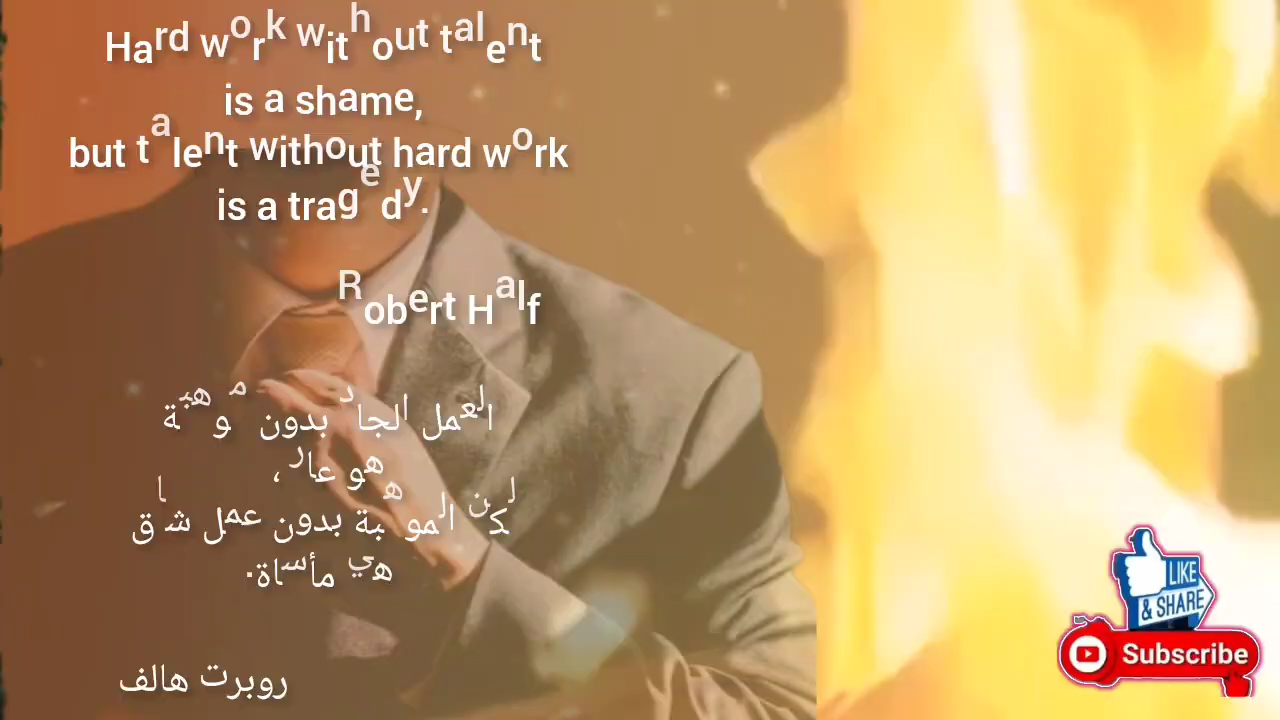 Hard work without talent
is a shame,
but talent without hard work
is a tragedy.
Robert Half
العمل الجاد بدون موهبة
هو عار ،
لكن الموهبة بدون عمل شاق
هي مأساة.
روبرت هالف
LIKE
& SHARE
Subscribe